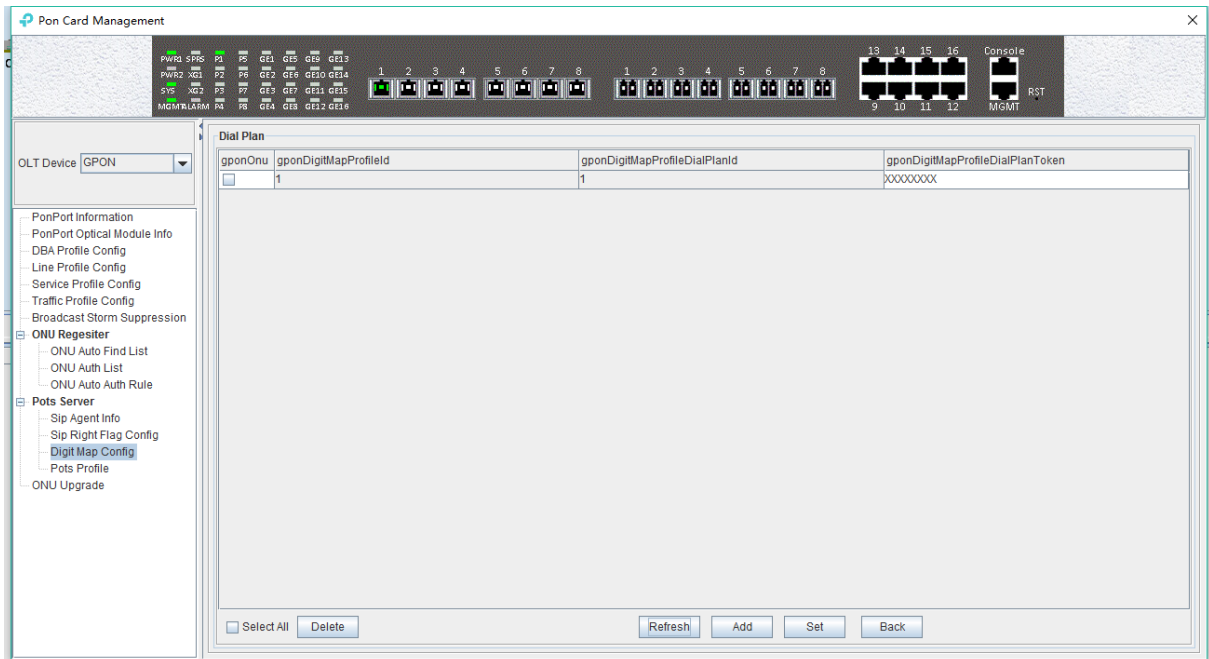 Pon Card Management
PWR1 SPRS P1 P5 GE1 GE5 GE9 GE13
PWR2 XG1 P2 P6 GE2 GE6 GE10 GE14
SYS XG2 P3 P7 GE3 GE7 GE11 GE15
MGMT ALARM P4 P8 GE4 GE8 GE12 GE16
1 2 3 4 5 6 7 8 1 2 3 4 5 6 7 8
13 14 15 16 Console
9 10 11 12 MGMT RST
OLT Device GPON
PonPort Information
PonPort Optical Module Info
DBA Profile Config
Line Profile Config
Service Profile Config
Traffic Profile Config
Broadcast Storm Suppression
ONU Regesiter
ONU Auto Find List
ONU Auth List
ONU Auto Auth Rule
Pots Server
Sip Agent Info
Sip Right Flag Config
Digit Map Config
Pots Profile
ONU Upgrade
Dial Plan
gponOnu gponDigitMapProfileId gponDigitMapProfileDialPlanId gponDigitMapProfileDialPlanToken
1 1 XXXXXXXX
Select All Delete Refresh Add Set Back